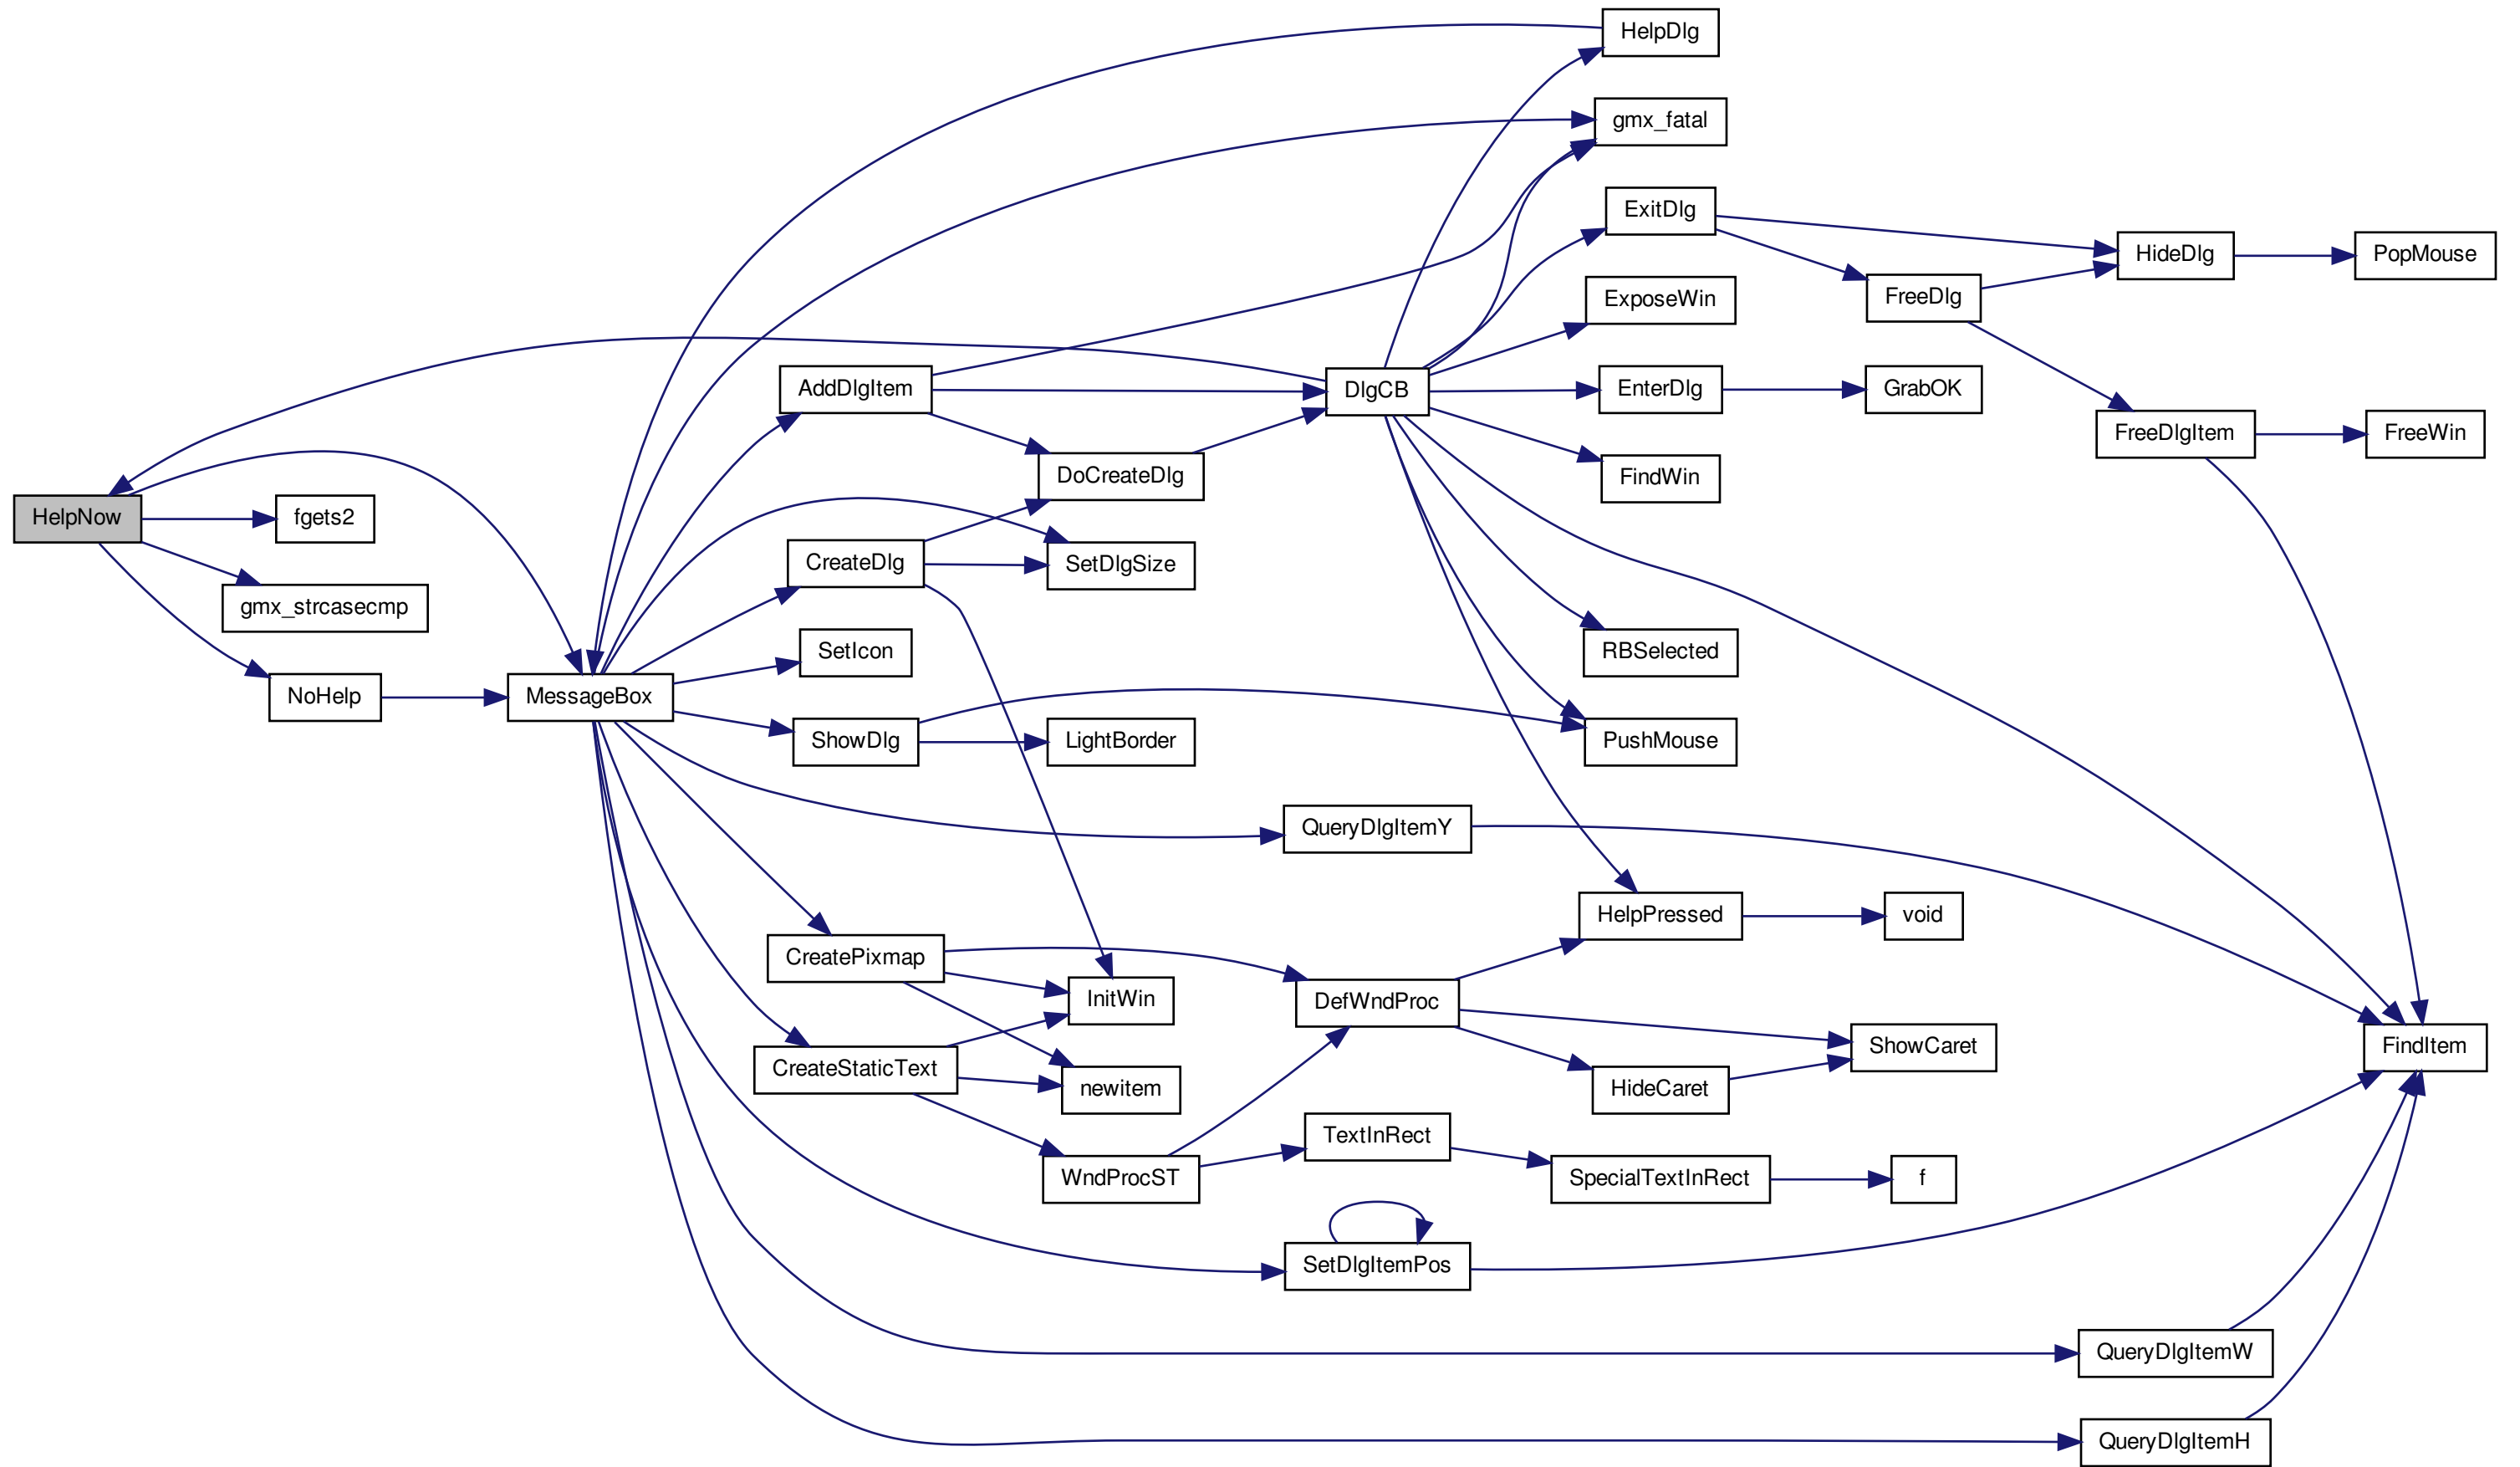 HelpDlg
gmx_fatal
ExitDlg
HideDlg
PopMouse
ExposeWin
FreeDlg
AddDlgItem
DlgCB
EnterDlg
GrabOK
FreeDlgItem
FreeWin
DoCreateDlg
FindWin
HelpNow
fgets2
CreateDlg
SetDlgSize
gmx_strcasecmp
SetIcon
RBSelected
NoHelp
MessageBox
ShowDlg
LightBorder
PushMouse
QueryDlgItemY
HelpPressed
void
CreatePixmap
InitWin
DefWndProc
ShowCaret
FindItem
CreateStaticText
newitem
HideCaret
TextInRect
WndProcST
SpecialTextInRect
f
SetDlgItemPos
QueryDlgItemW
QueryDlgItemH